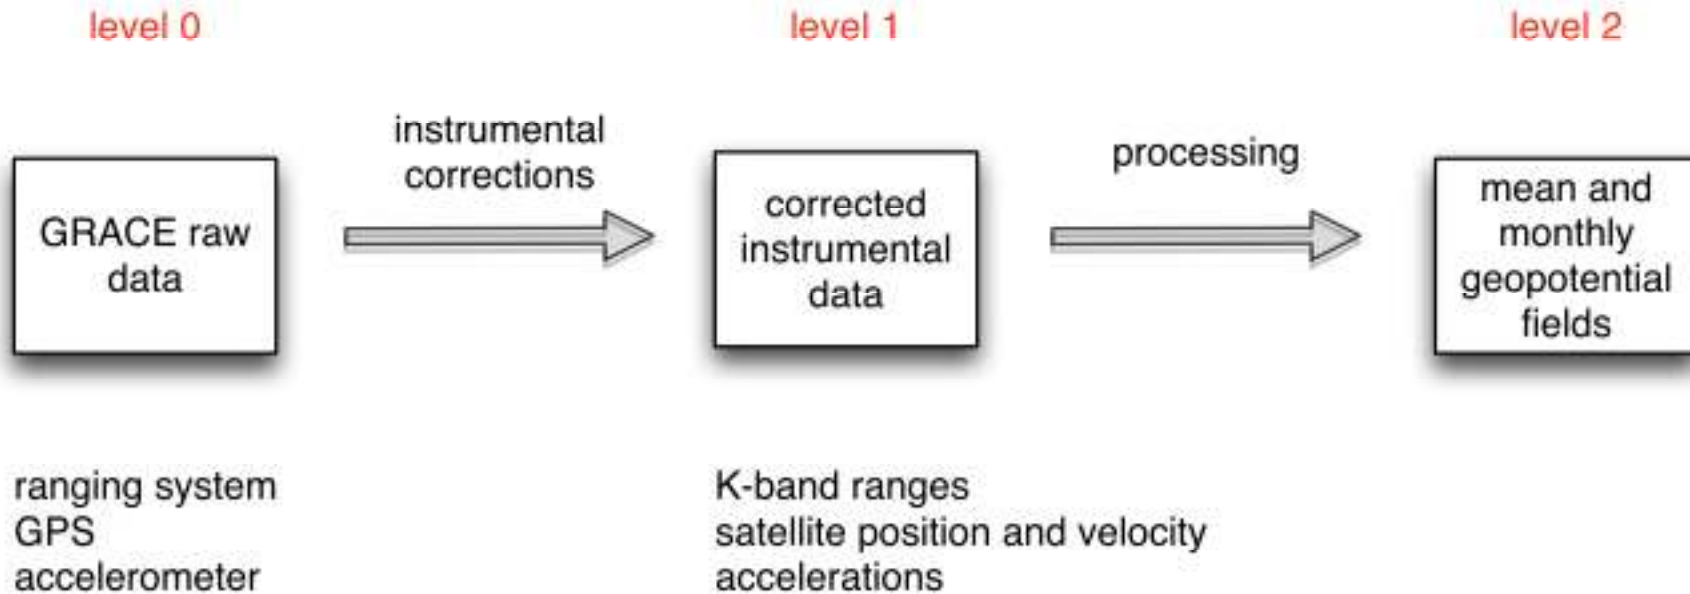 level 0
level 1
level 2
instrumental
corrections
processing
GRACE raw
data
corrected
instrumental
data
mean and
monthly
geopotential
fields
ranging system
GPS
accelerometer
K-band ranges
satellite position and velocity
accelerations